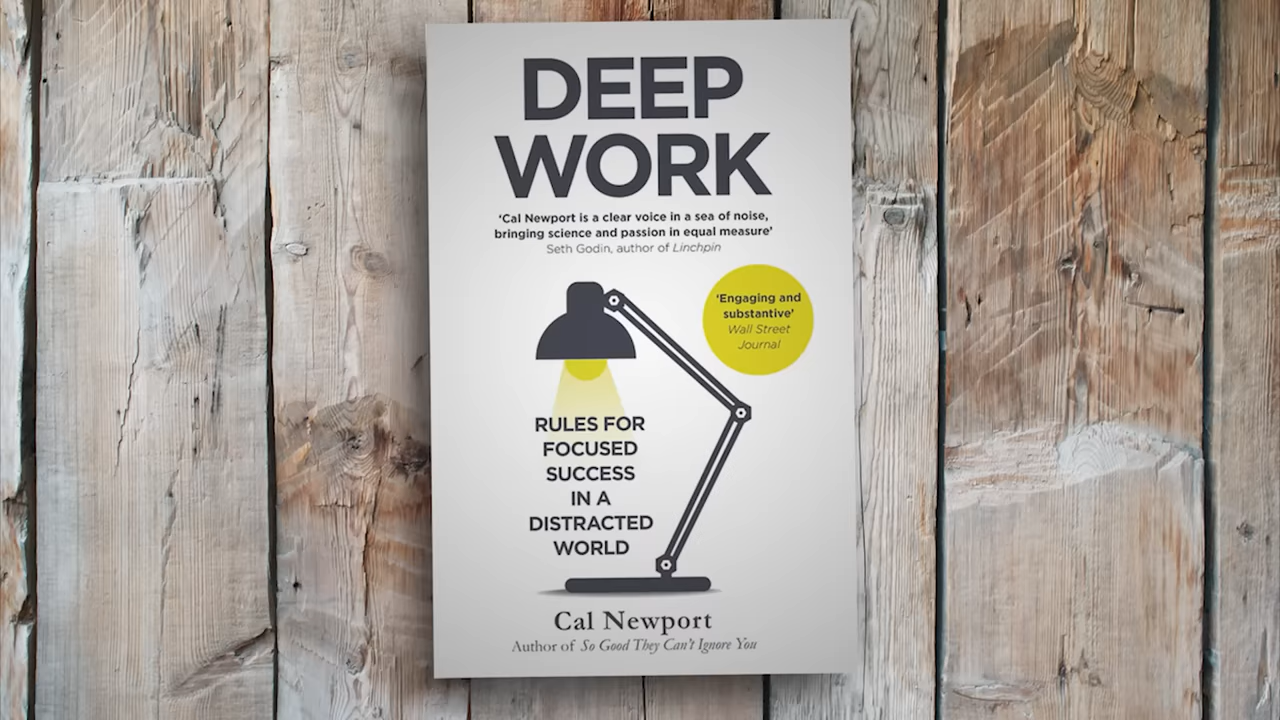 DEEP
WORK
‘Cal Newport is a clear voice in a sea of noise,
bringing science and passion in equal measure’
Seth Godin, author of Linchpin
‘Engaging and
substantive’
Wall Street
Journal
RULES FOR
FOCUSED
SUCCESS
IN A
DISTRACTED
WORLD
Cal Newport
Author of So Good They Can’t Ignore You